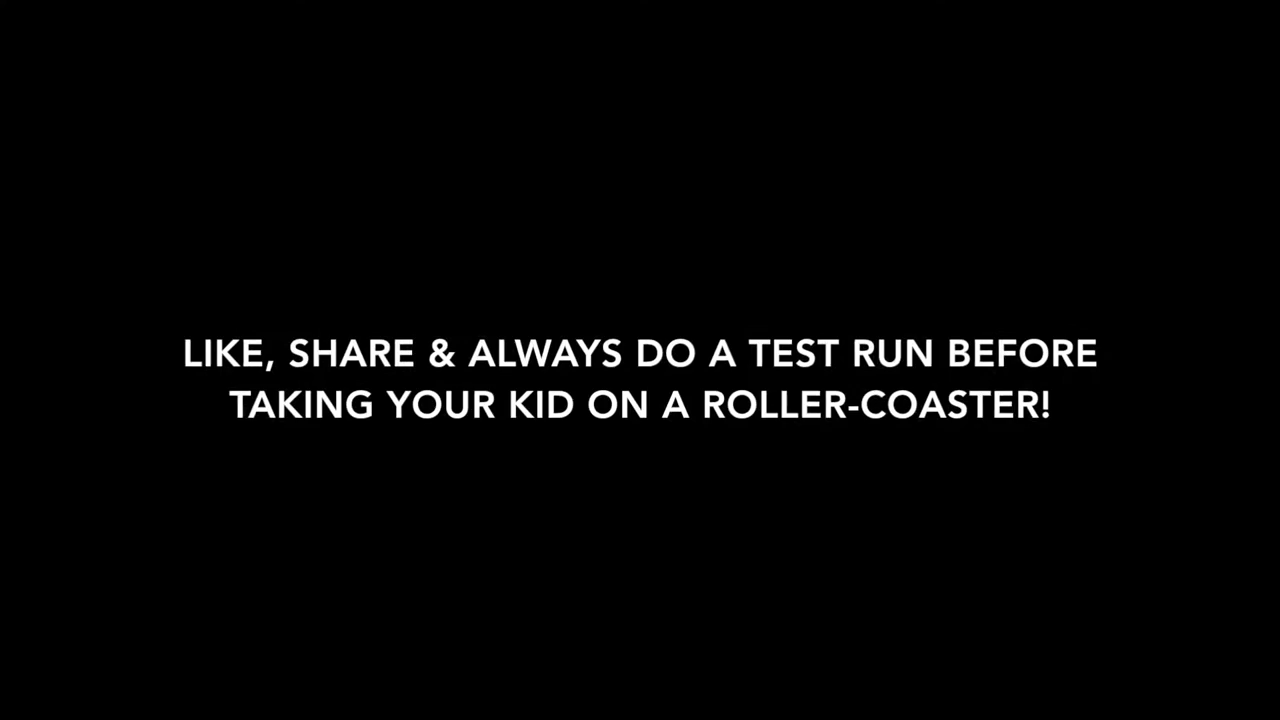 LIKE, SHARE & ALWAYS DO A TEST RUN BEFORE
TAKING YOUR KID ON A ROLLER-COASTER!